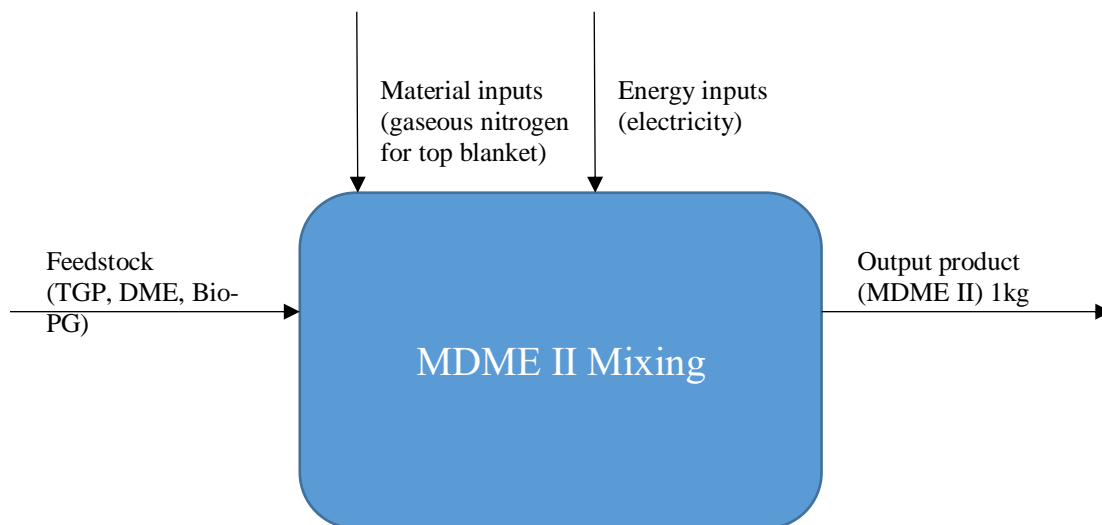 Material inputs
(gaseous nitrogen
for top blanket)
Energy inputs
(electricity)
Feedstock
(TGP, DME, Bio-
PG)
Output product
(MDME II) 1kg
MDME II Mixing